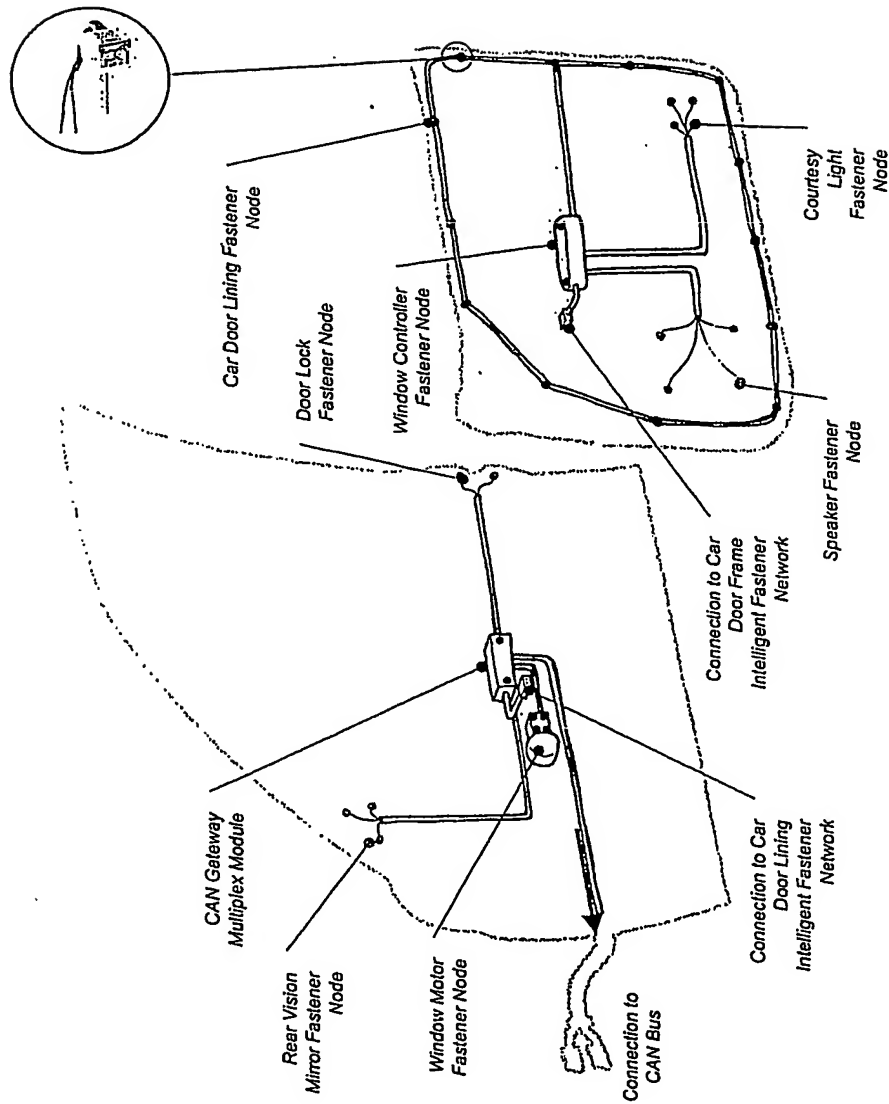 Car Door Lining Fastener
Node
Door Lock
Fastener Node
Window Controller
Fastener Node
CAN Gateway
Multiplex Module
Rear Vision
Mirror Fastener
Node
Window Motor
Fastener Node
Connection to
CAN Bus
Courtesy
Light
Fastener
Node
Speaker Fastener
Node
Connection to Car
Door Frame
Intelligent Fastener
Network
Connection to Car
Door Lining
Intelligent Fastener
Network